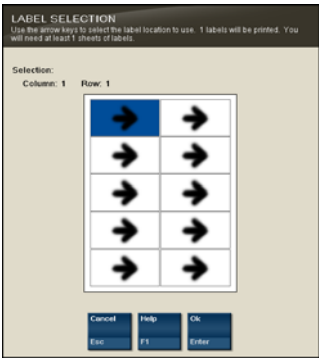 LABEL SELECTION
Use the arrow keys to select the label location to use. 1 labels will be printed. You
will need at least 1 sheets of labels.
Selection:
Column: 1 Row: 1
Cancel Help Ok
Esc F1 Enter